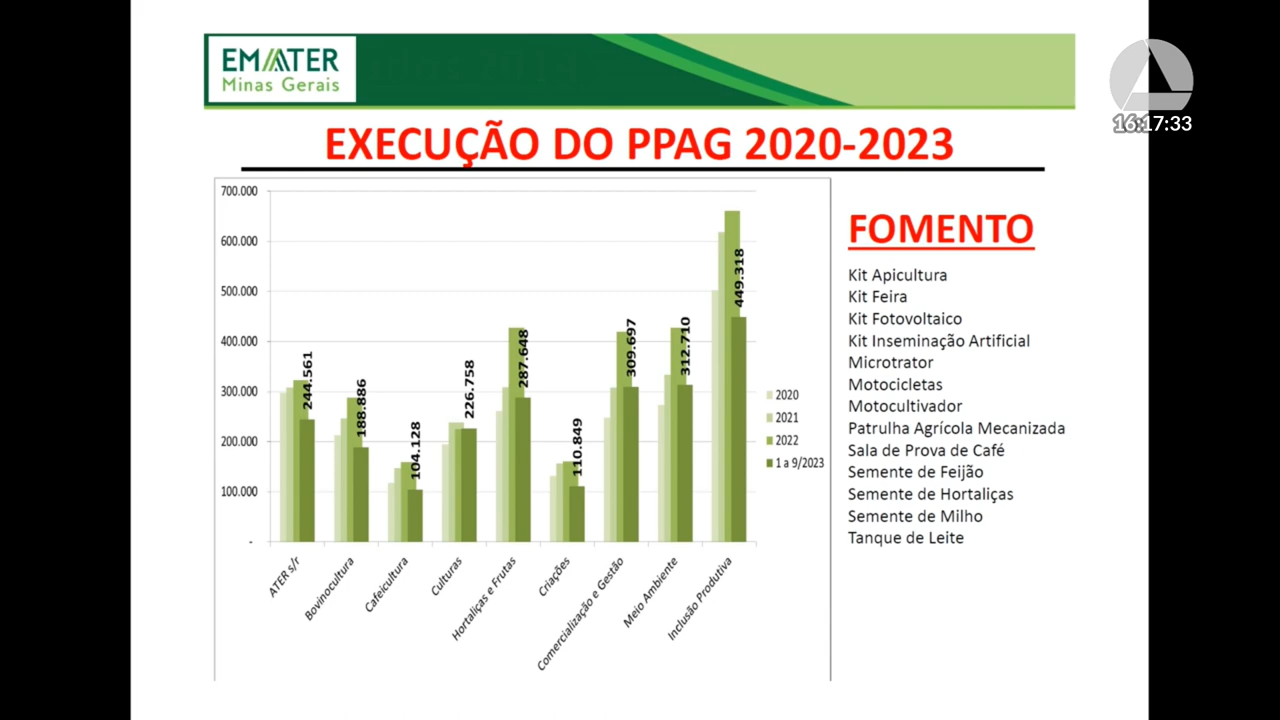 EMATER
Minas Gerais
16:17:33
EXECUÇÃO DO PPAG 2020-2023
700.000
600.000
500.000
400.000
300.000
200.000
100.000
-
244.561
188.886
104.128
226.758
287.648
110.849
309.697
312.710
449.318
ATER s/r
Bovinocultura
Cafeicultura
Culturas
Hortaliças e Frutas
Criações
Comercialização e Gestão
Meio Ambiente
Inclusão Produtiva
2020
2021
2022
1 a 9/2023
FOMENTO
Kit Apicultura
Kit Feira
Kit Fotovoltaico
Kit Inseminação Artificial
Microtrator
Motocicletas
Motocultivador
Patrulha Agrícola Mecanizada
Sala de Prova de Café
Semente de Feijão
Semente de Hortaliças
Semente de Milho
Tanque de Leite